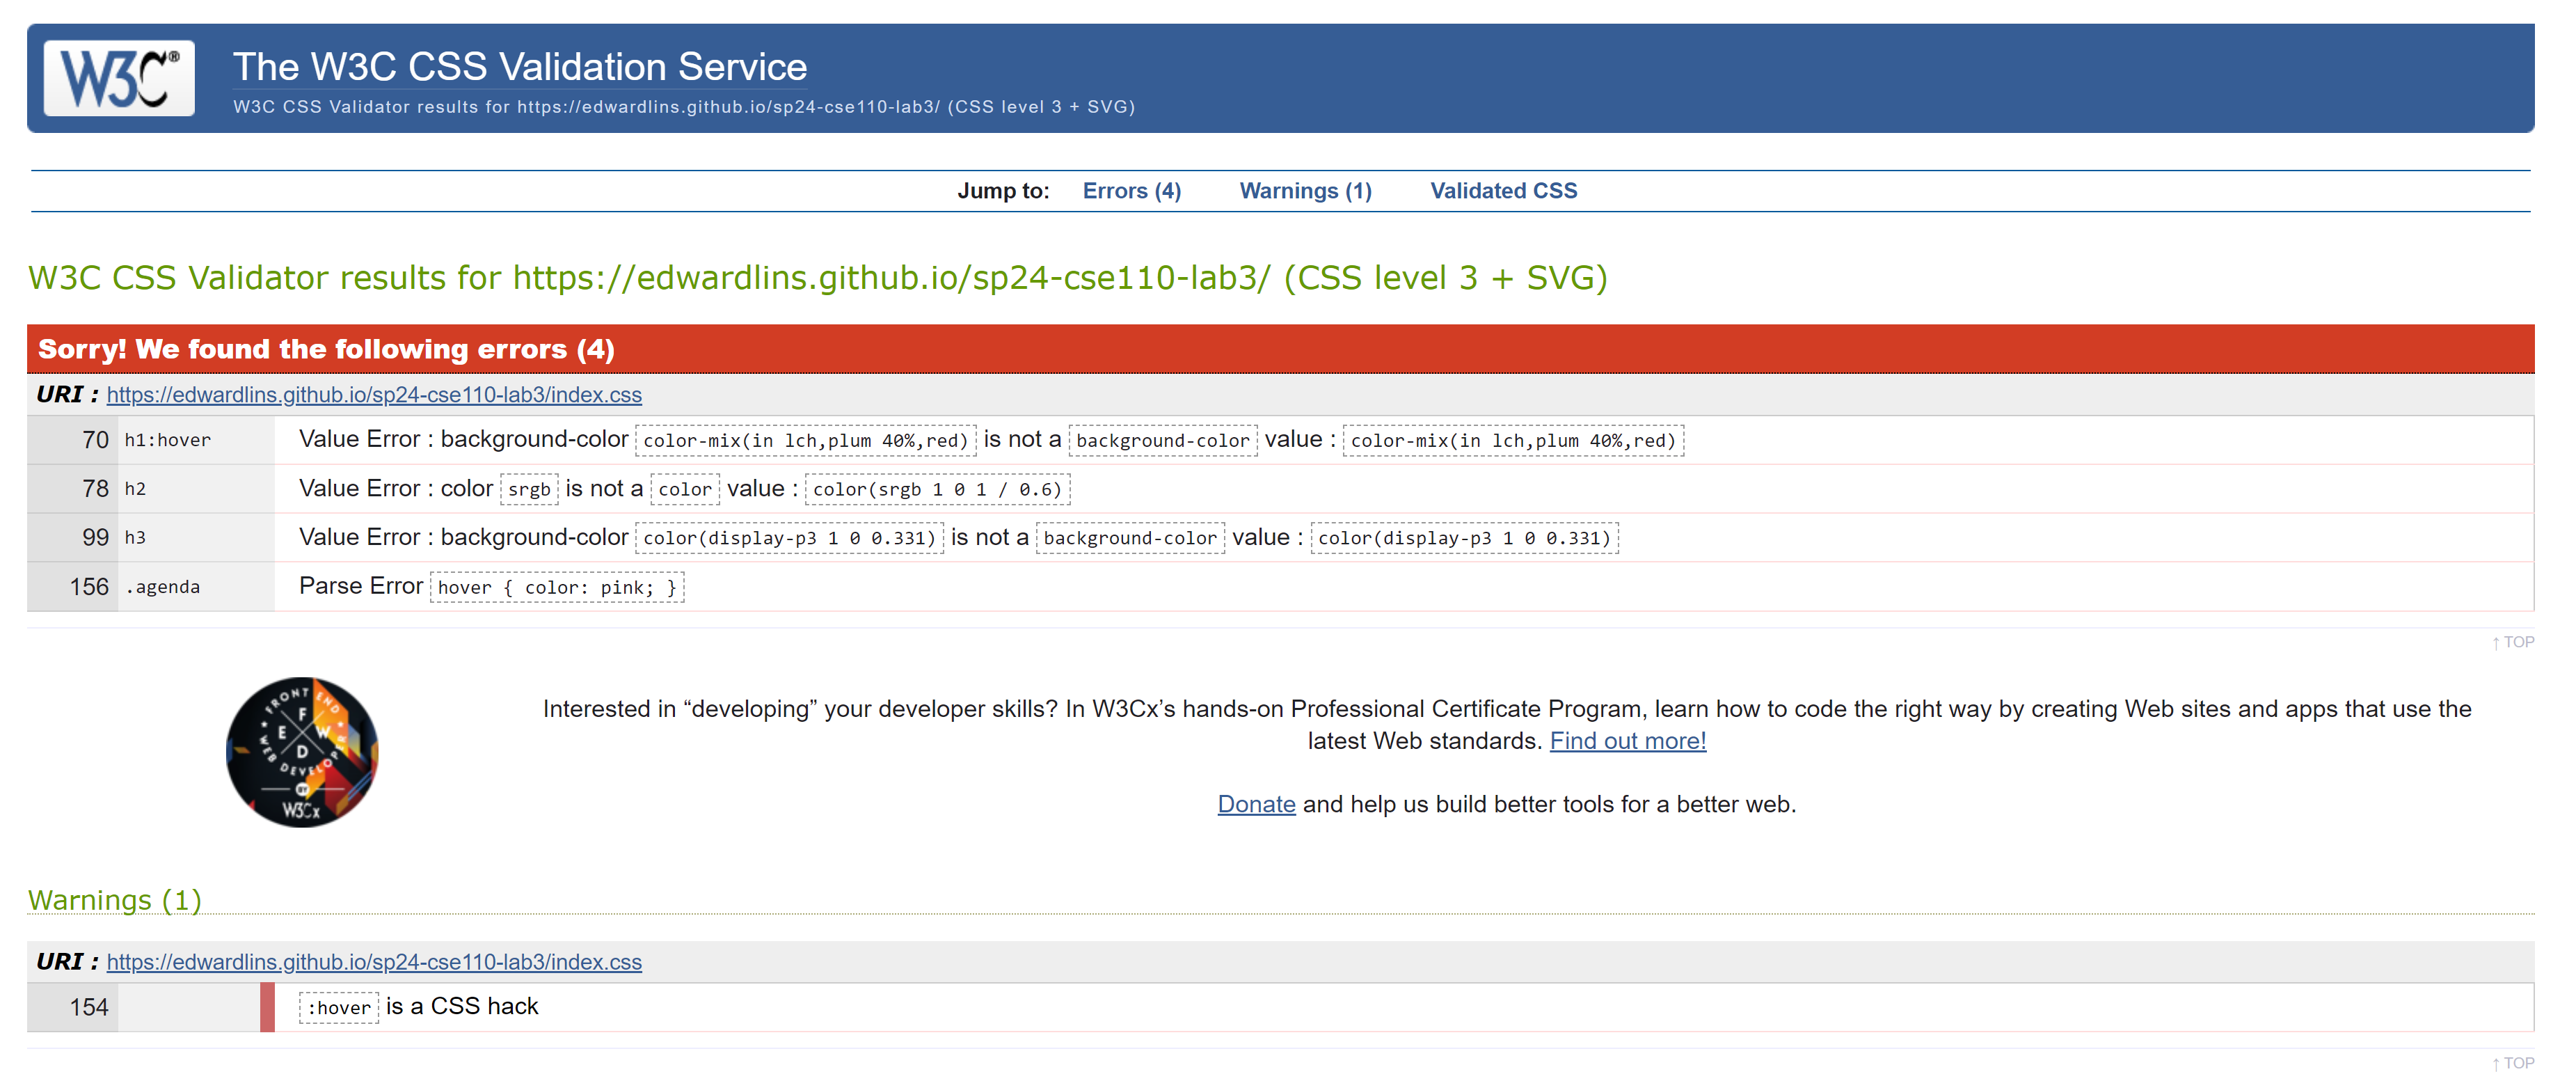 W3C®
The W3C CSS Validation Service
W3C CSS Validator results for https://edwardlins.github.io/sp24-cse110-lab3/ (CSS level 3 + SVG)
Jump to: Errors (4) Warnings (1) Validated CSS
W3C CSS Validator results for https://edwardlins.github.io/sp24-cse110-lab3/ (CSS level 3 + SVG)
Sorry! We found the following errors (4)
URI : https://edwardlins.github.io/sp24-cse110-lab3/index.css
70 h1:hover Value Error : background-color color-mix(in lch,plum 40%,red) is not a background-color value : color-mix(in lch,plum 40%,red)
78 h2 Value Error : color srgb is not a color value : color(srgb 1 0 1 / 0.6)
99 h3 Value Error : background-color color(display-p3 1 0 0.331) is not a background-color value : color(display-p3 1 0 0.331)
156 .agenda Parse Error hover { color: pink; }
↑ TOP
FRONT END
F
E W
D
WEB DEVELOPER
BY
W3Cx
Interested in “developing” your developer skills? In W3Cx’s hands-on Professional Certificate Program, learn how to code the right way by creating Web sites and apps that use the
latest Web standards. Find out more!
Donate and help us build better tools for a better web.
Warnings (1)
URI : https://edwardlins.github.io/sp24-cse110-lab3/index.css
154 :hover is a CSS hack
↑ TOP